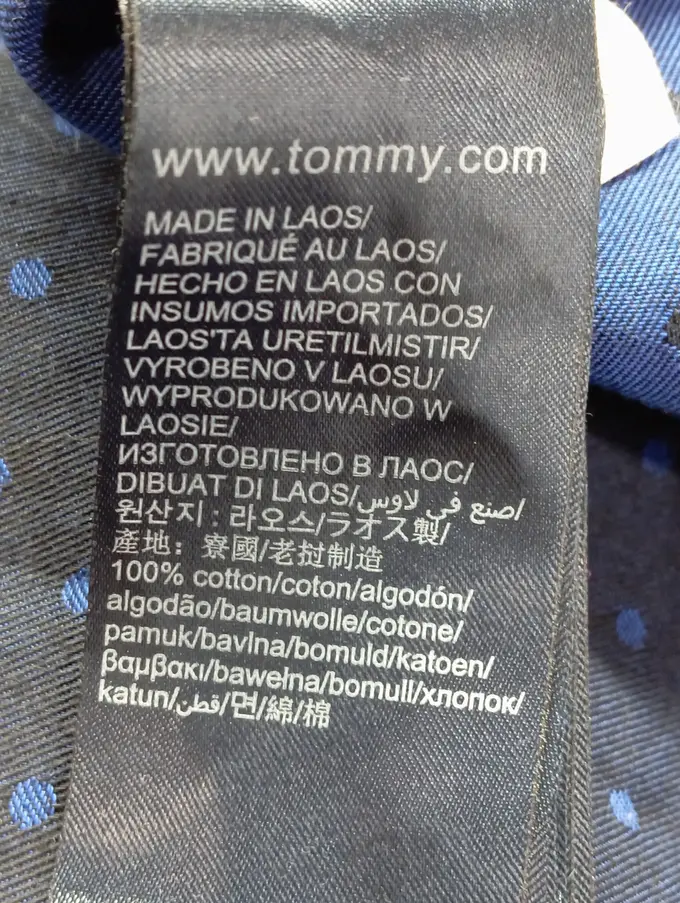 www.tommy.com
MADE IN LAOS/
FABRIQUÉ AU LAOS/
HECHO EN LAOS CON
INSUMOS IMPORTADOS/
LAOS'TA URETILMISTIR/
VYROBENO V LAOSU/
WYPRODUKOWANO W
LAOSIE/
ИЗГОТОВЛЕНО В ЛАОС/
DIBUAT DI LAOS/صنع في لاوس/
원산지 : 라오스/ラオス製/
產地：寮國/老挝制造
100% cotton/coton/algodón/
algodão/baumwolle/cotone/
pamuk/bavlna/bomuld/katoen/
βαμβακι/bawełna/bomull/хлопок/
katun/قطن/면/綿/棉